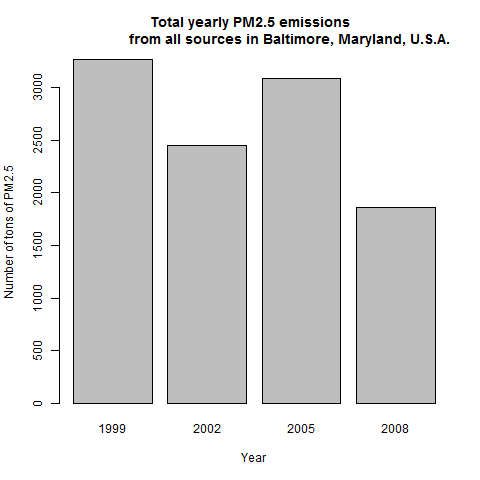 Total yearly PM2.5 emissions
from all sources in Baltimore, Maryland, U.S.A.
Number of tons of PM2.5
3000
2500
2000
1500
1000
500
0
1999 2002 2005 2008
Year